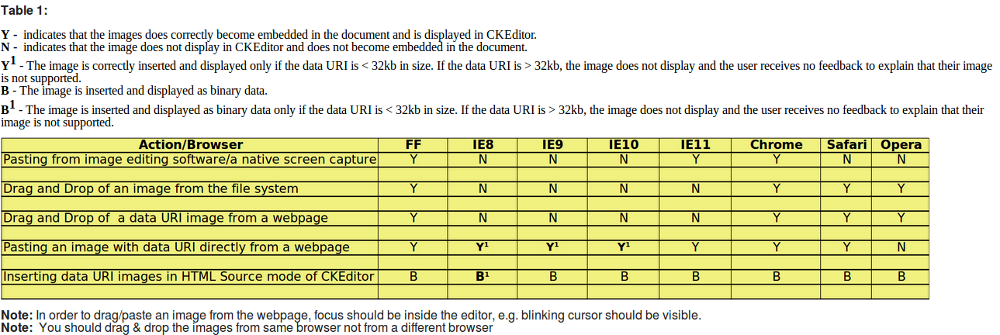 Table 1:
Y - indicates that the images does correctly become embedded in the document and is displayed in CKEditor.
N - indicates that the image does not display in CKEditor and does not become embedded in the document.
Y1 - The image is correctly inserted and displayed only if the data URI is < 32kb in size. If the data URI is > 32kb, the image does not display and the user receives no feedback to explain that their image
is not supported.
B - The image is inserted and displayed as binary data.
B1 - The image is inserted and displayed as binary data only if the data URI is < 32kb in size. If the data URI is > 32kb, the image does not display and the user receives no feedback to explain that their
image is not supported.
Action/Browser FF IE8 IE9 IE10 IE11 Chrome Safari Opera
Pasting from image editing software/a native screen capture Y N N N Y Y N N
Drag and Drop of an image from the file system Y N N N N Y Y Y
Drag and Drop of a data URI image from a webpage Y N N N N Y Y Y
Pasting an image with data URI directly from a webpage Y Y¹ Y¹ Y¹ Y Y Y N
Inserting data URI images in HTML Source mode of CKEditor B B¹ B B B B B B
Note: In order to drag/paste an image from the webpage, focus should be inside the editor, e.g. blinking cursor should be visible.
Note: You should drag & drop the images from same browser not from a different browser